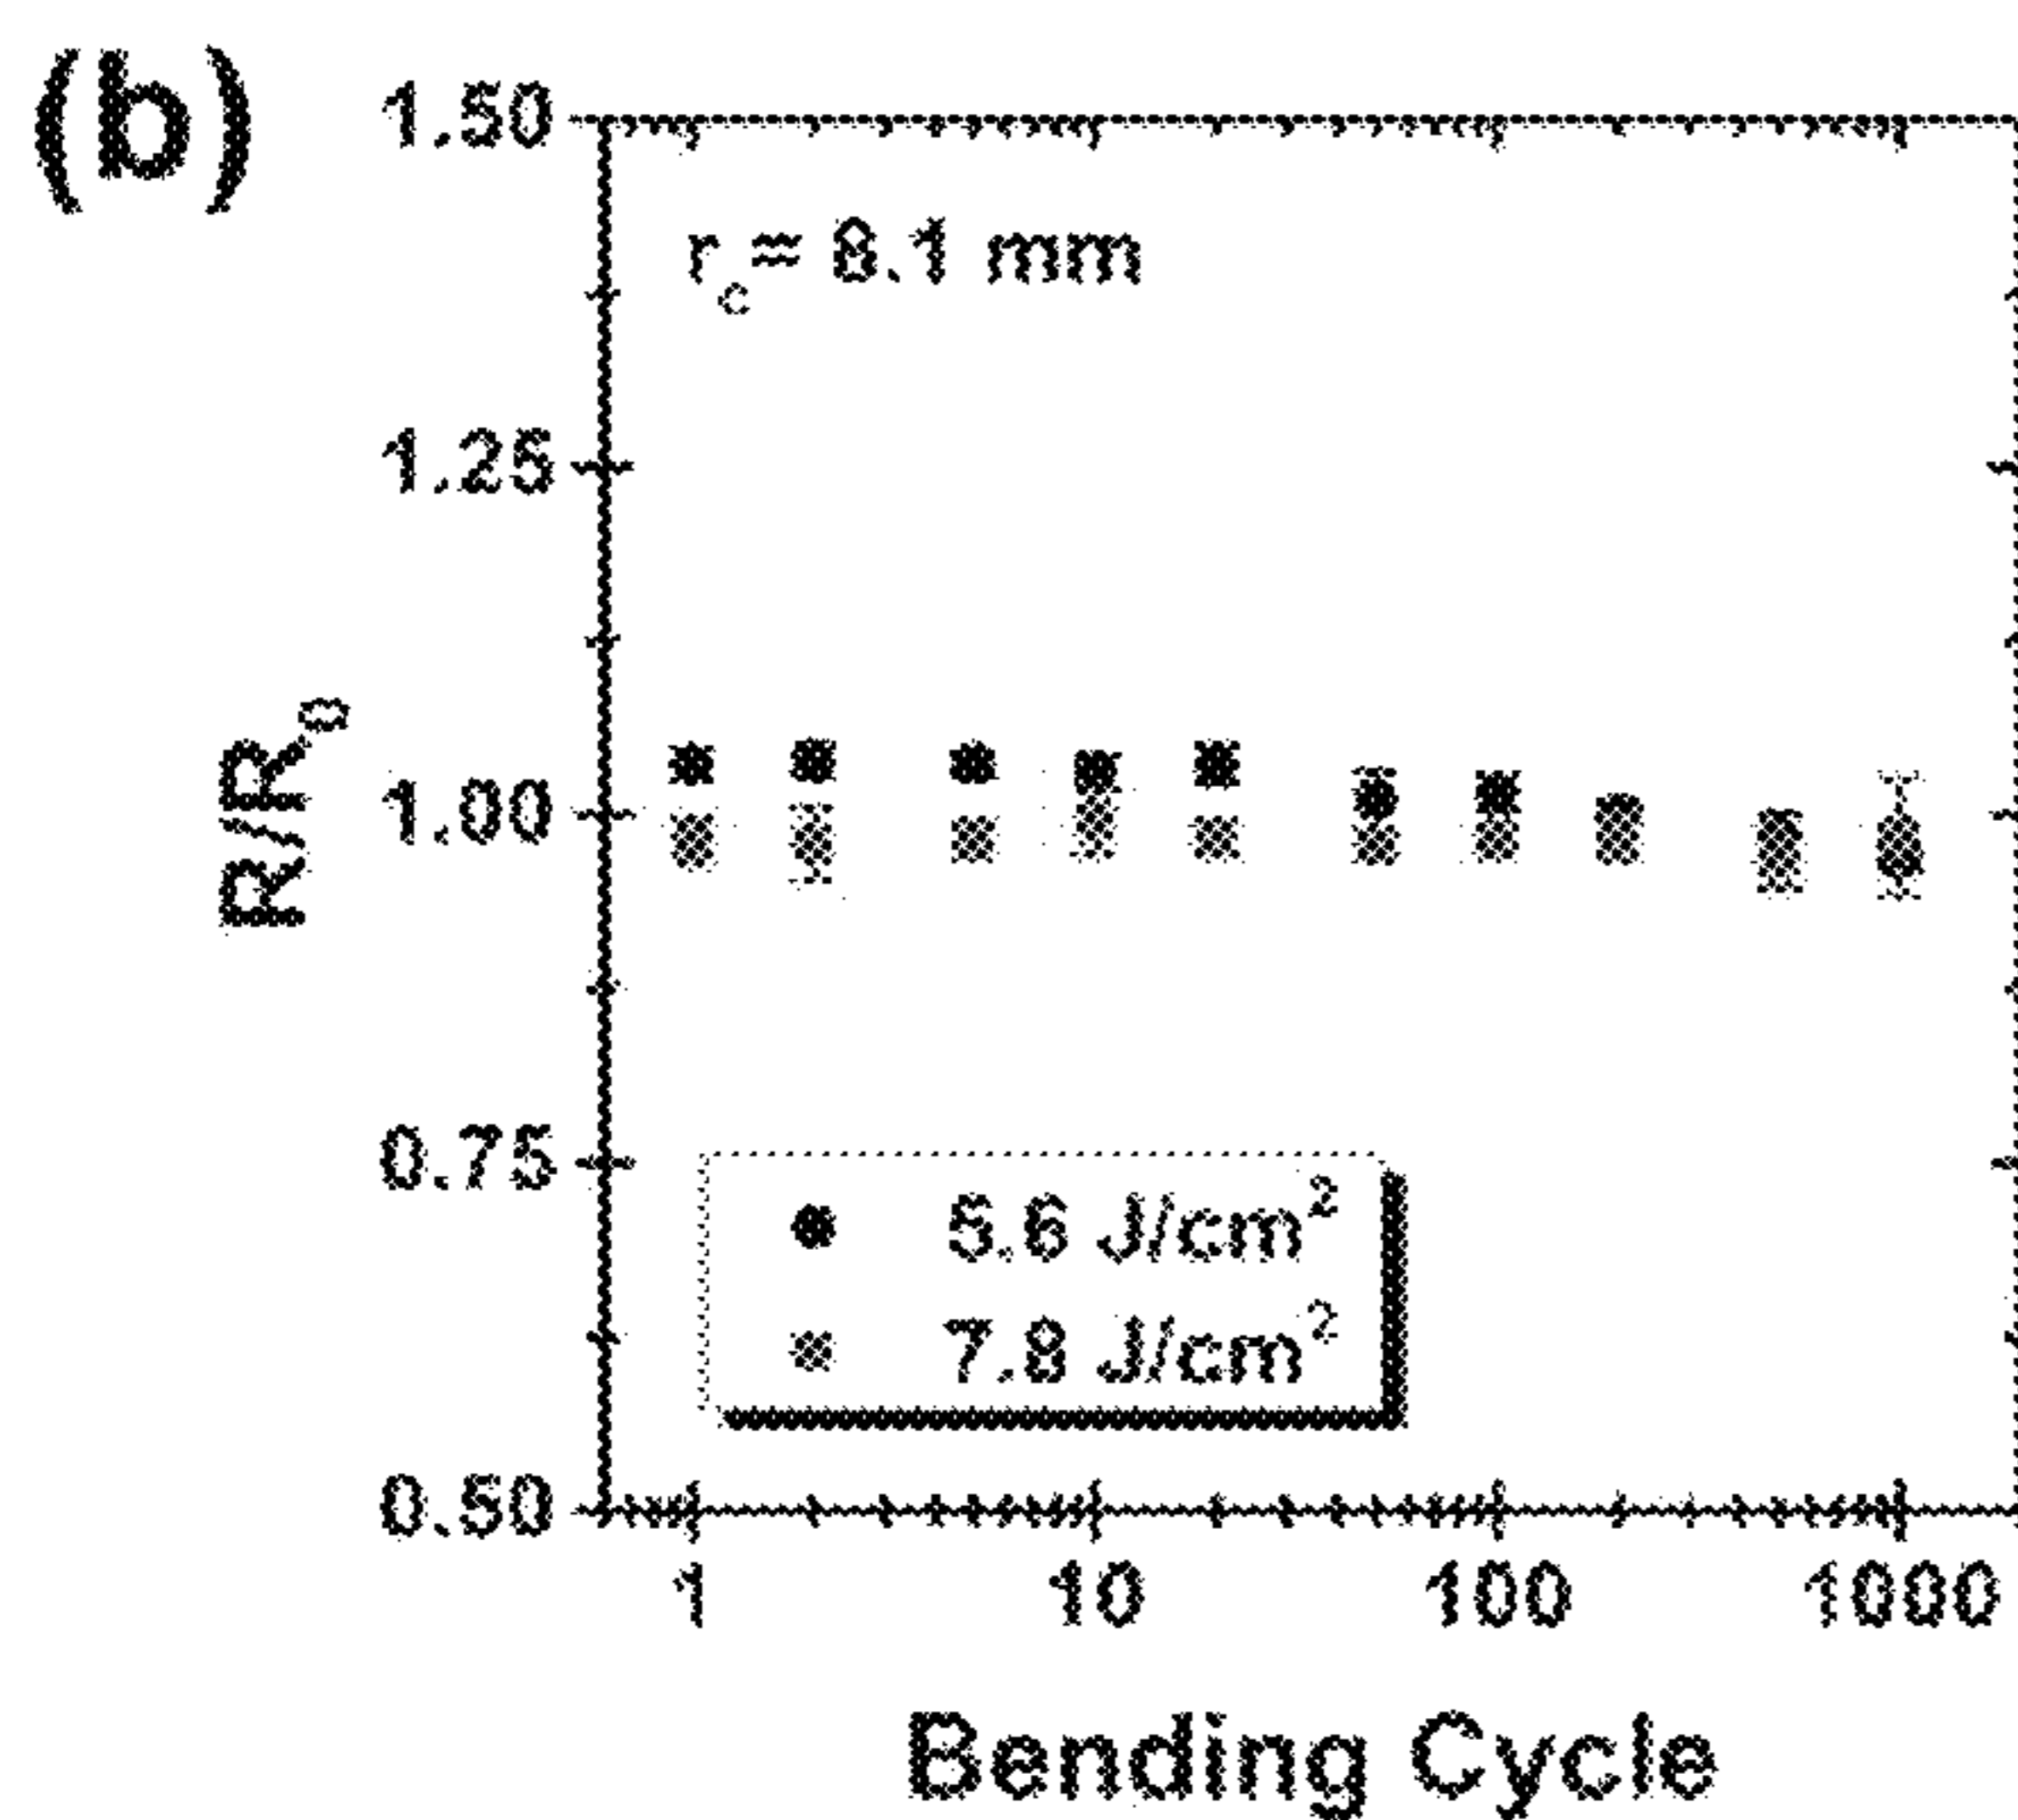 (b)
1.50
r_c = 8.1 mm
1.25
R/R_0
1.00
0.75
5.6 J/cm²
7.8 J/cm²
0.50
1 10 100 1000
Bending Cycle